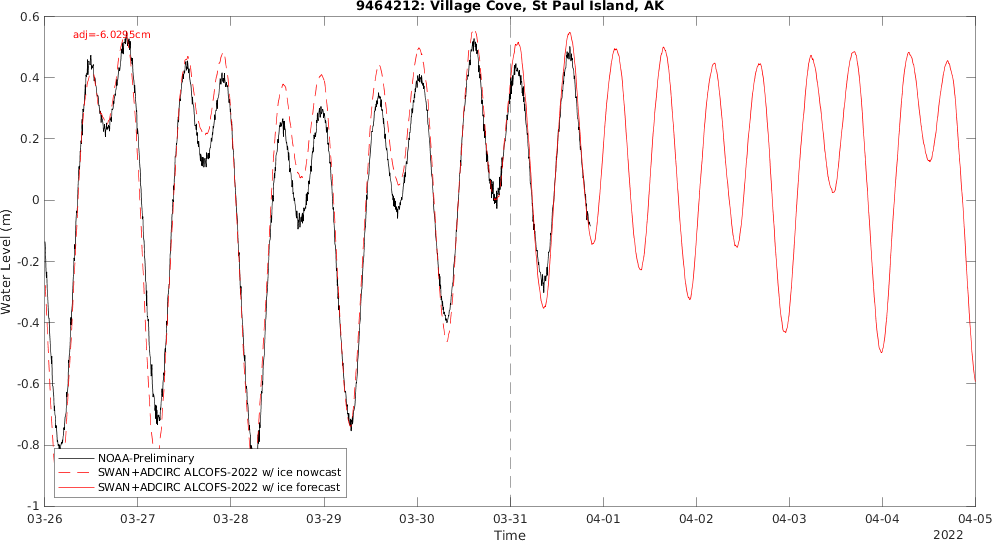 9464212: Village Cove, St Paul Island, AK
adj=-6.0295cm
0.6
0.4
0.2
0
-0.2
-0.4
-0.6
-0.8
-1
Water Level (m)
NOAA-Preliminary
SWAN+ADCIRC ALCOFS-2022 w/ ice nowcast
SWAN+ADCIRC ALCOFS-2022 w/ ice forecast
03-26 03-27 03-28 03-29 03-30 03-31 04-01 04-02 04-03 04-04 04-05
Time
2022